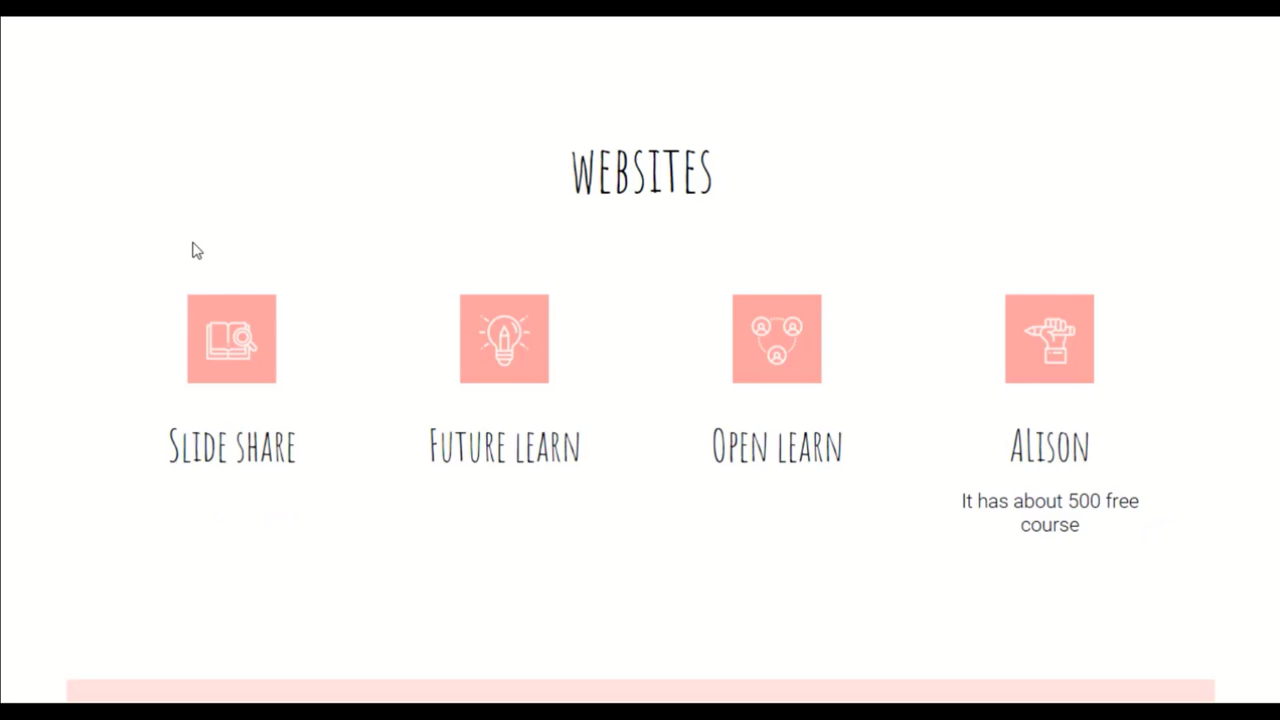 WEBSITES
SLIDE SHARE
FUTURE LEARN
OPEN LEARN
ALISON
It has about 500 free
course